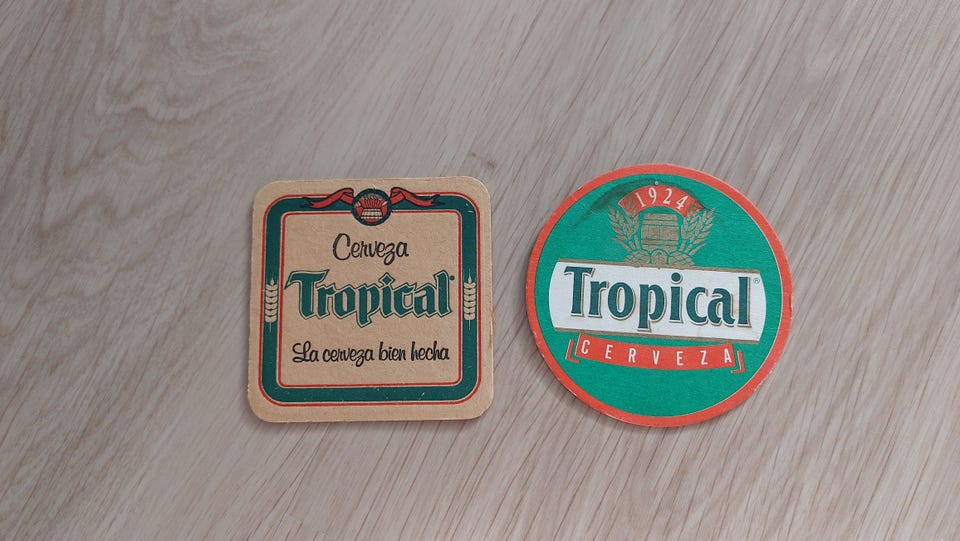 Cerveza
Tropical
La cerveza bien hecha
1924
Tropical®
CERVEZA